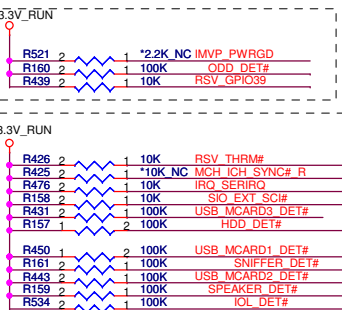 3.3V_RUN
R521 2 1 *2.2K_NC IMVP_PWRGD
R160 2 1 100K ODD_DET#
R439 2 1 10K RSV_GPIO39
3.3V_RUN
R426 2 1 10K RSV_THRM#
R425 2 1 *10K_NC MCH_ICH_SYNC#_R
R476 2 1 10K IRQ_SERIRQ
R158 2 1 10K SIO_EXT_SCI#
R431 2 1 100K USB_MCARD3_DET#
R157 1 2 100K HDD_DET#
R450 1 2 100K USB_MCARD1_DET#
R161 2 1 100K SNIFFER_DET#
R443 2 1 100K USB_MCARD2_DET#
R159 2 1 100K SPEAKER_DET#
R534 2 1 100K IOL_DET#